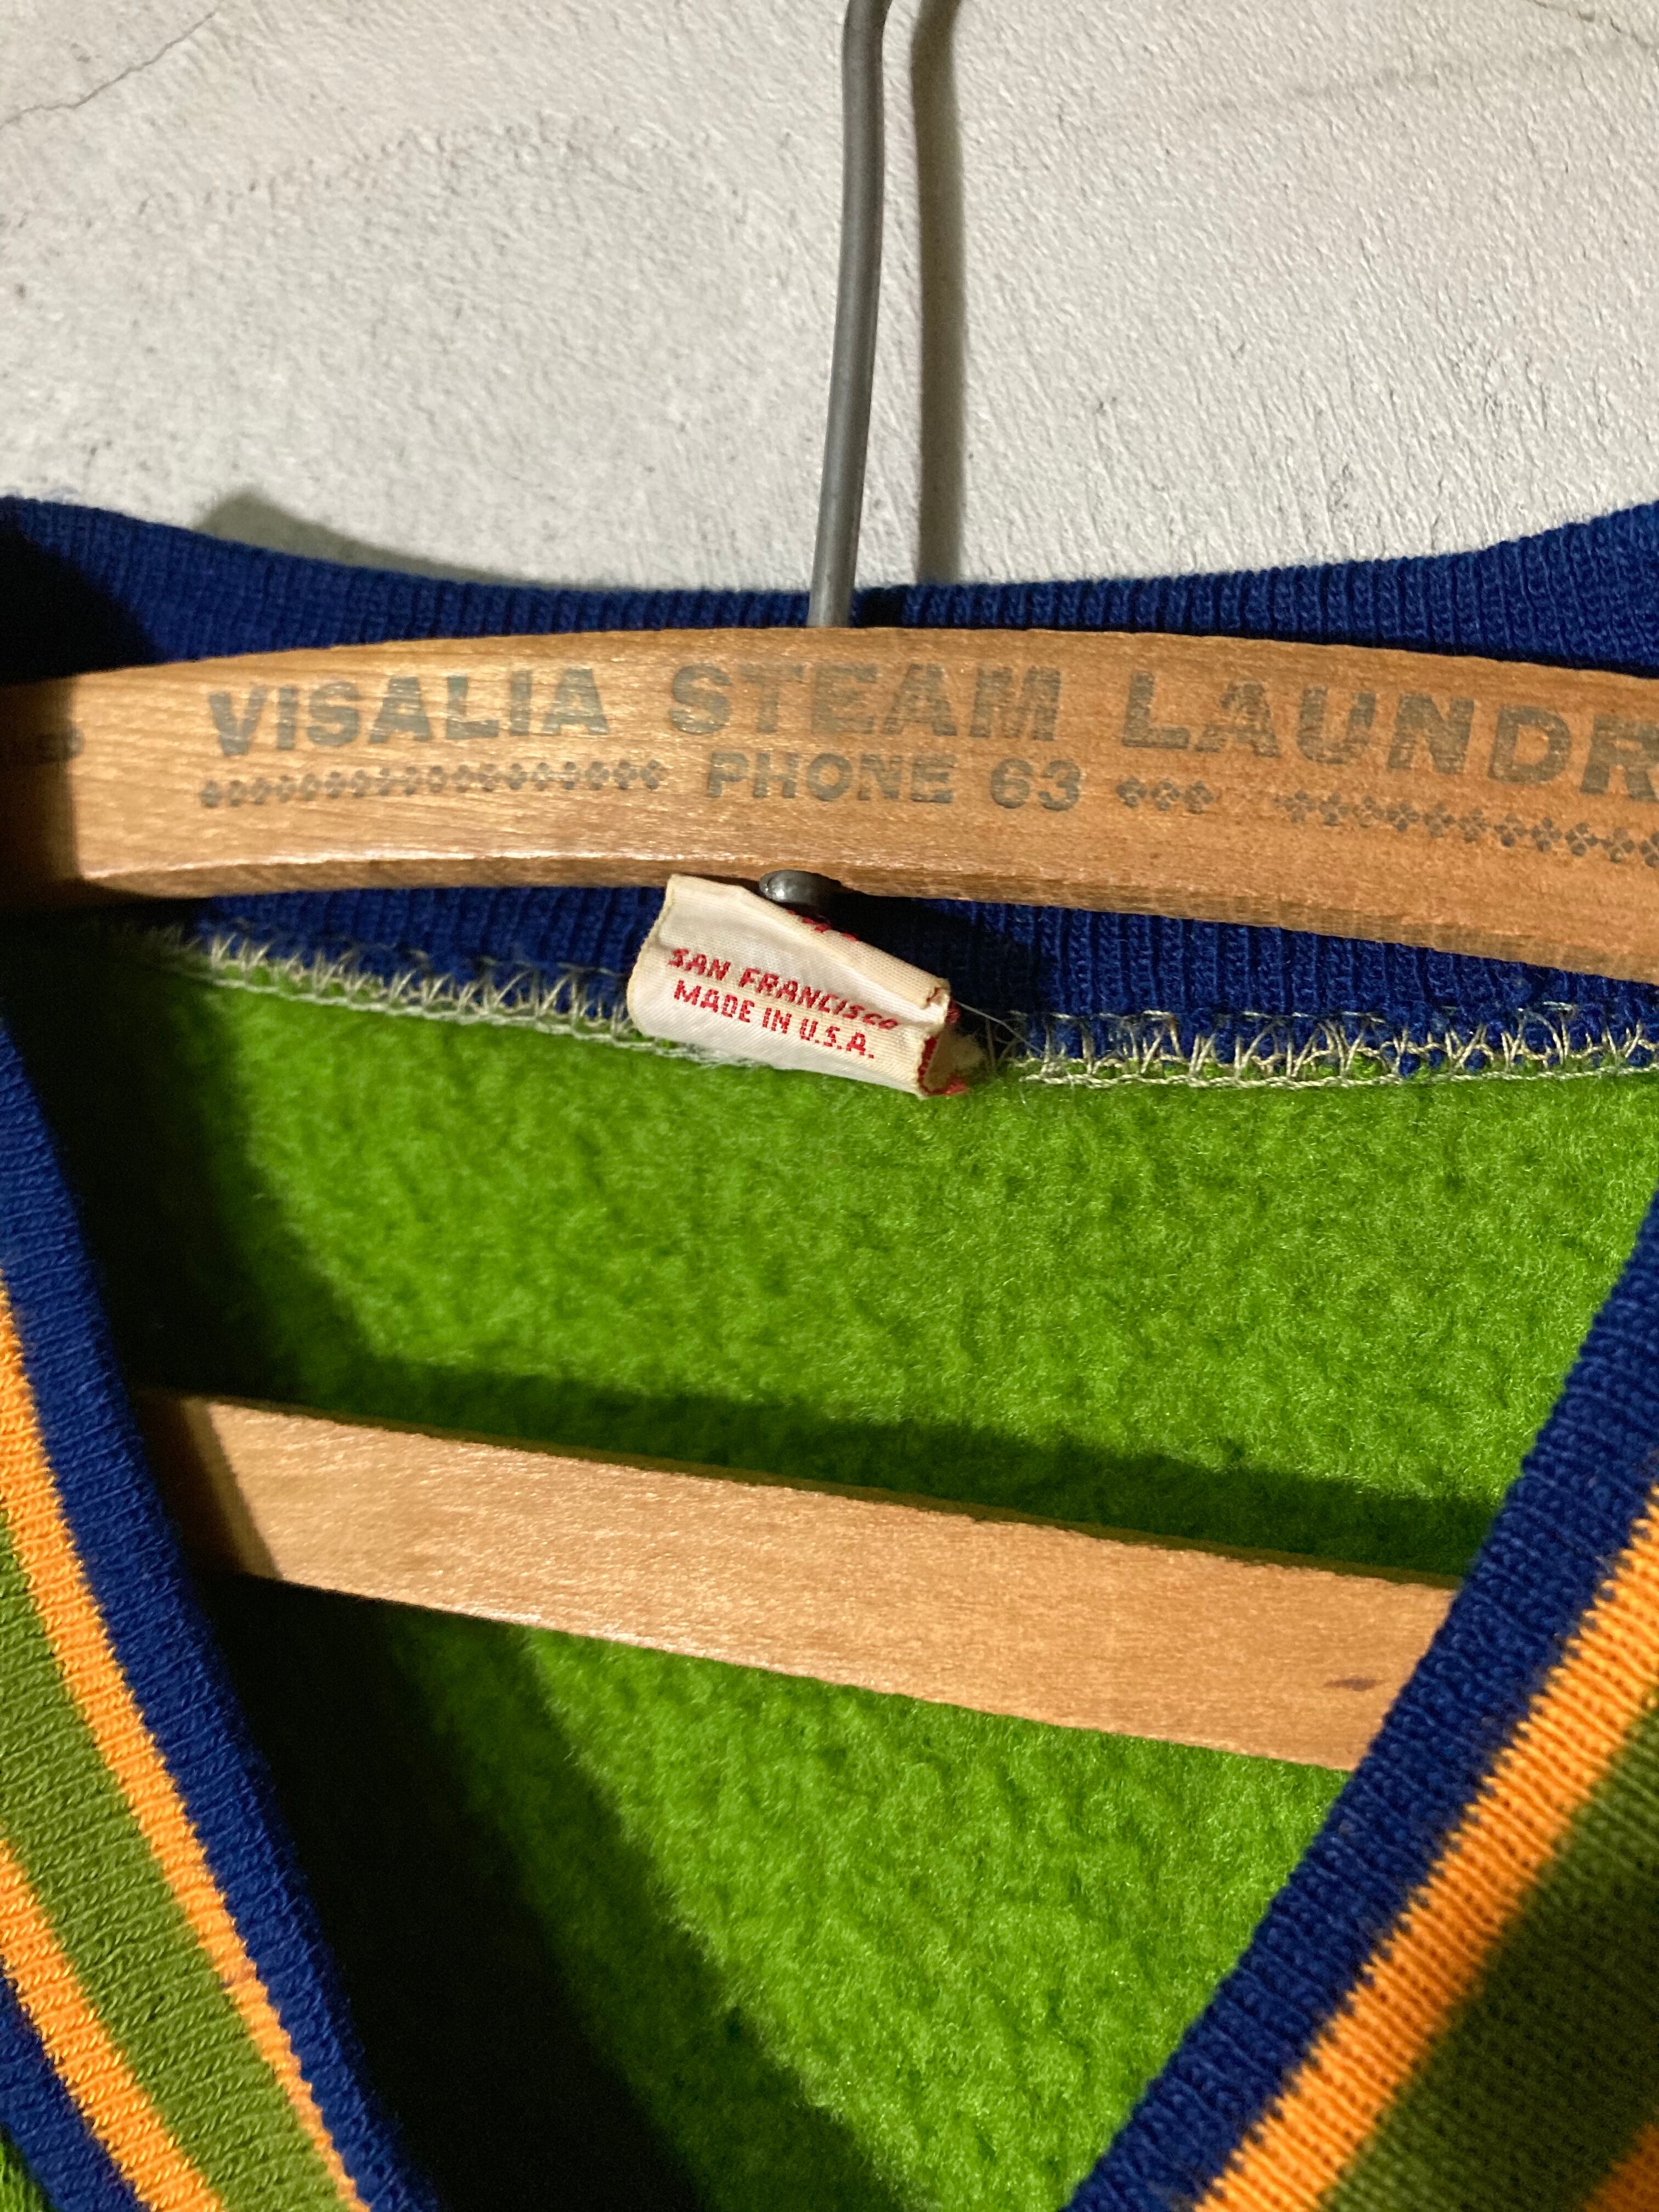 VISALIA STEAM LAUNDR
PHONE 63
SAN FRANCISCO
MADE IN U.S.A.